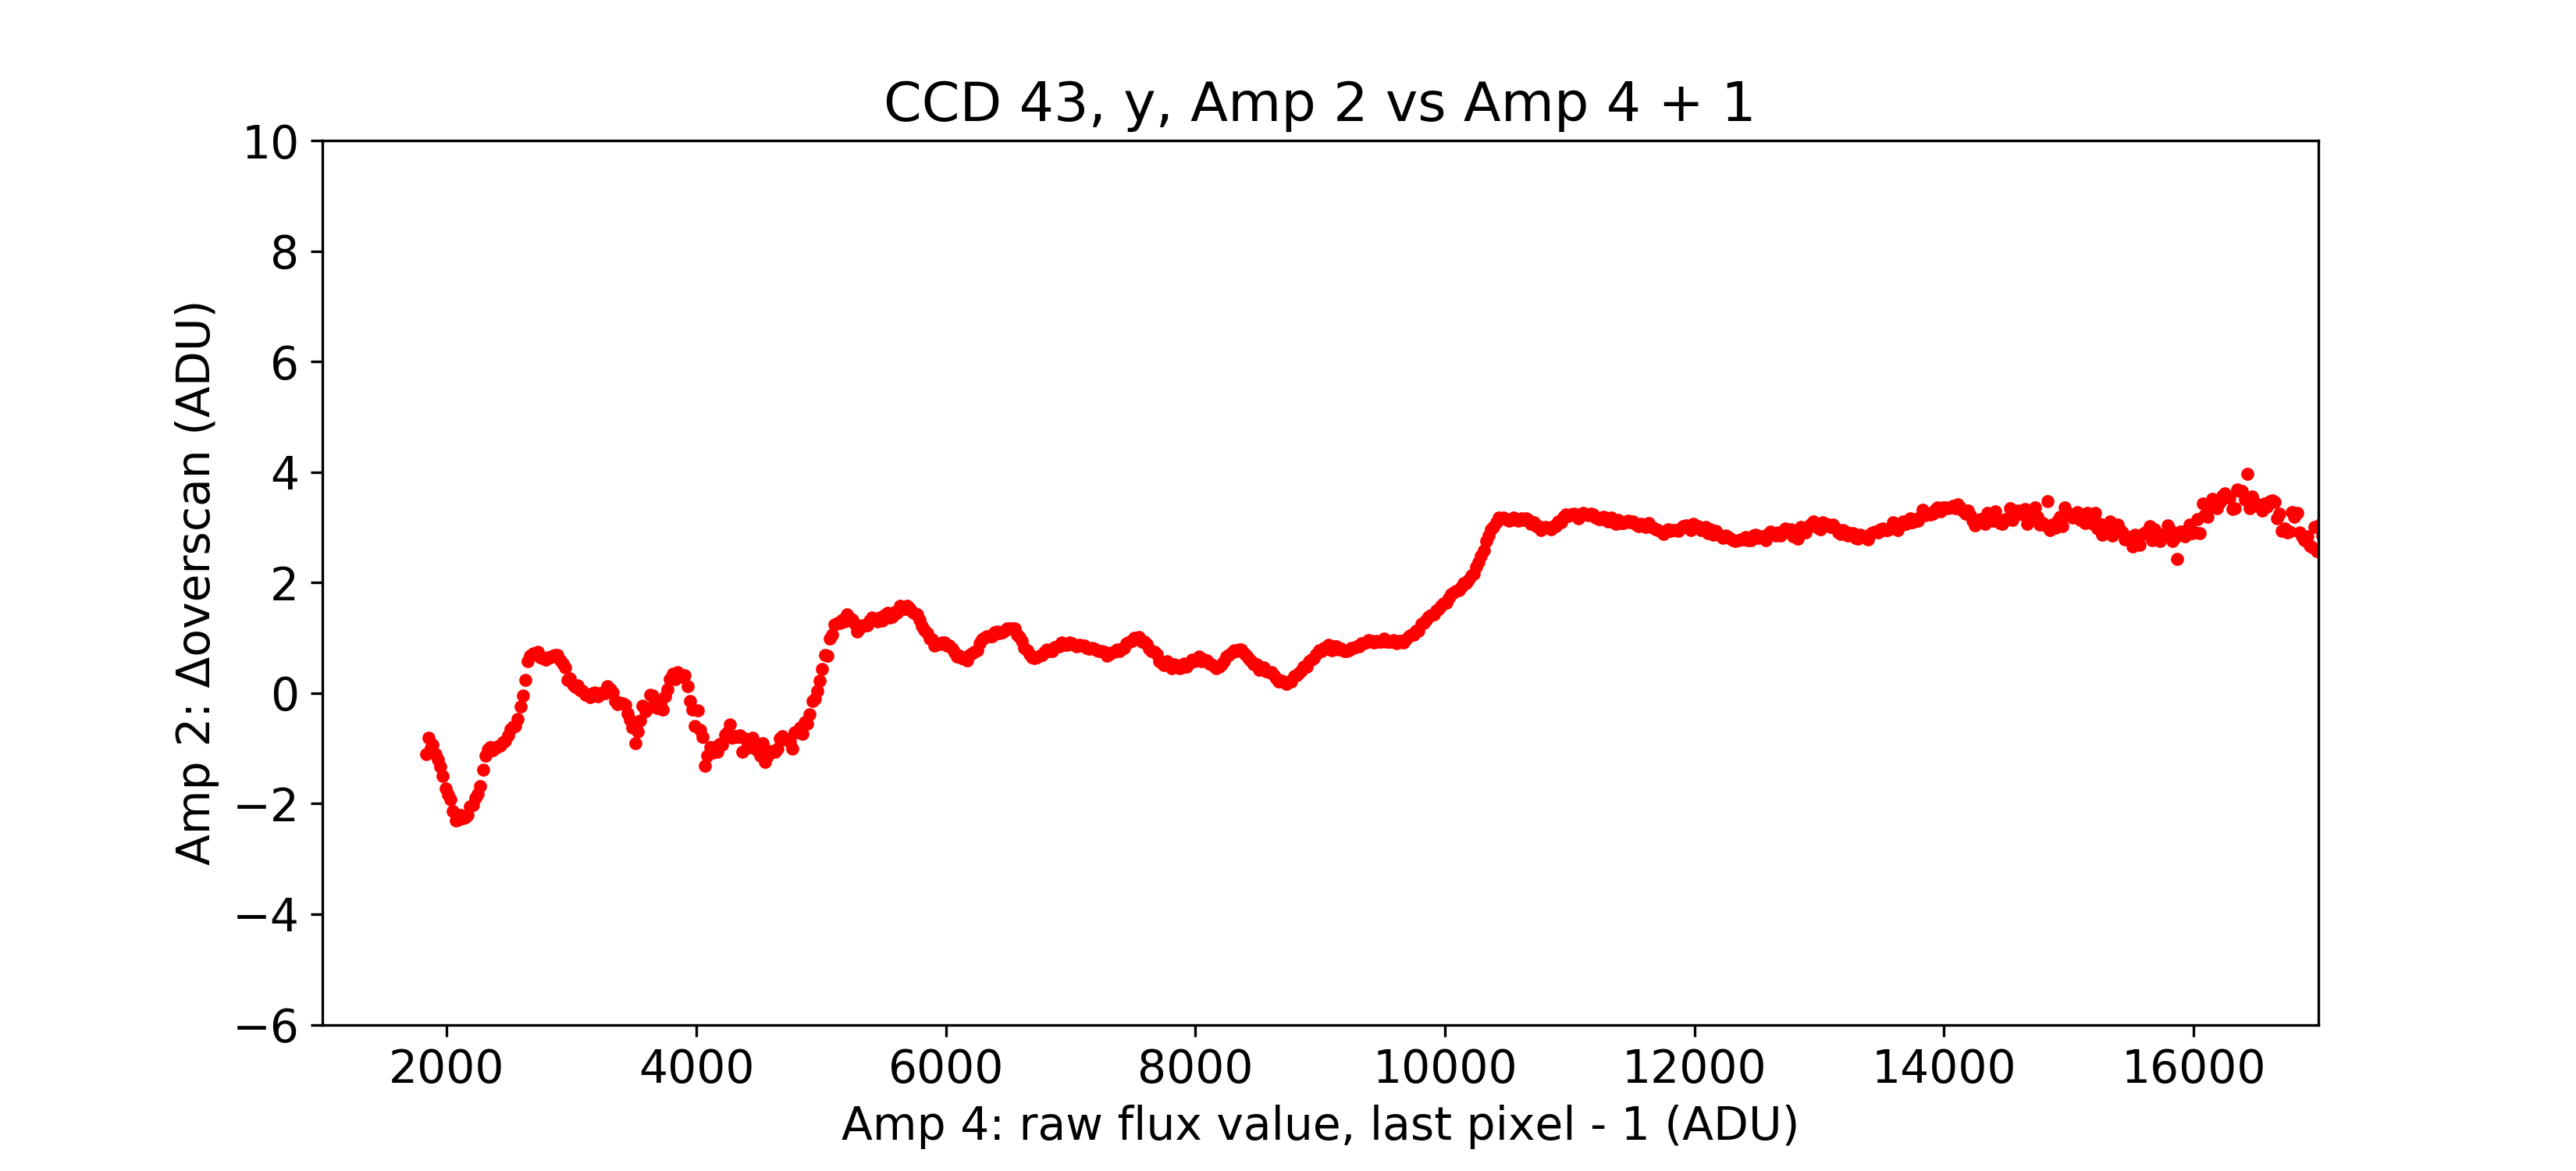 CCD 43, y, Amp 2 vs Amp 4 + 1
10
8
6
4
2
0
−2
−4
−6
Amp 2: Δoverscan (ADU)
2000 4000 6000 8000 10000 12000 14000 16000
Amp 4: raw flux value, last pixel - 1 (ADU)